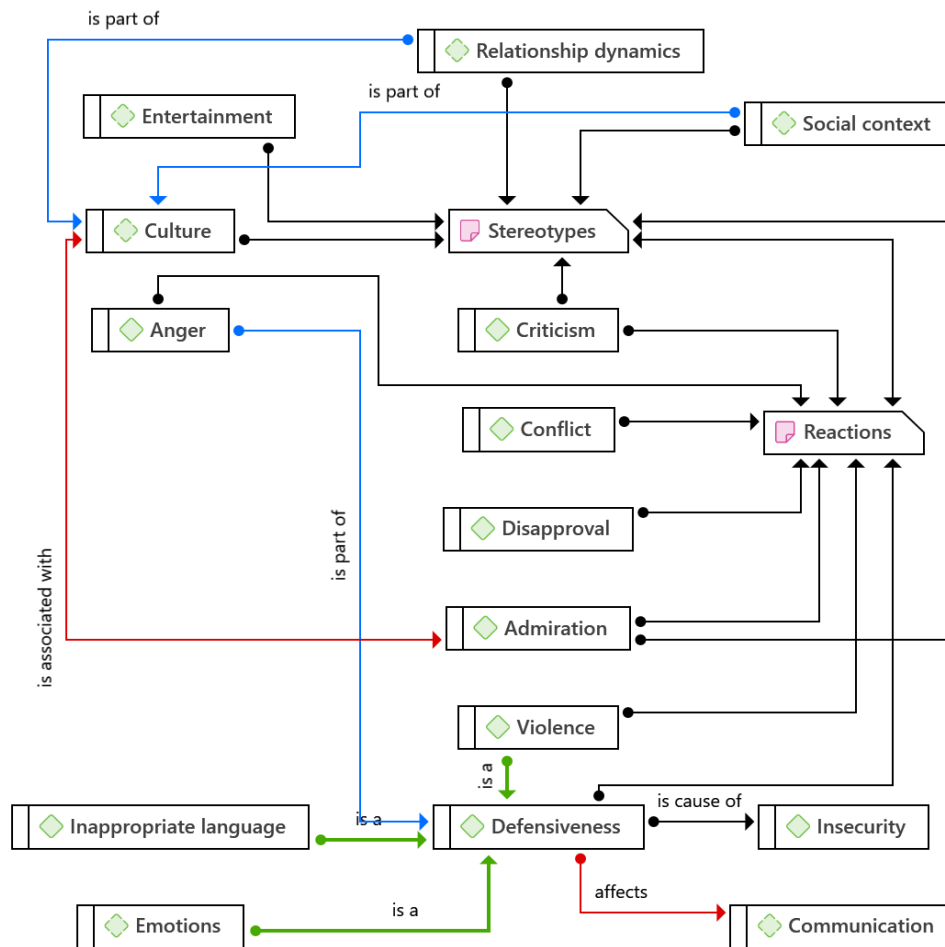 is part of
Relationship dynamics
is part of
Entertainment
Social context
Culture
Stereotypes
Anger
Criticism
Conflict
Reactions
Disapproval
is part of
is associated with
Admiration
Violence
is a
is cause of
Inappropriate language
is a
Defensiveness
Insecurity
affects
is a
Emotions
Communication